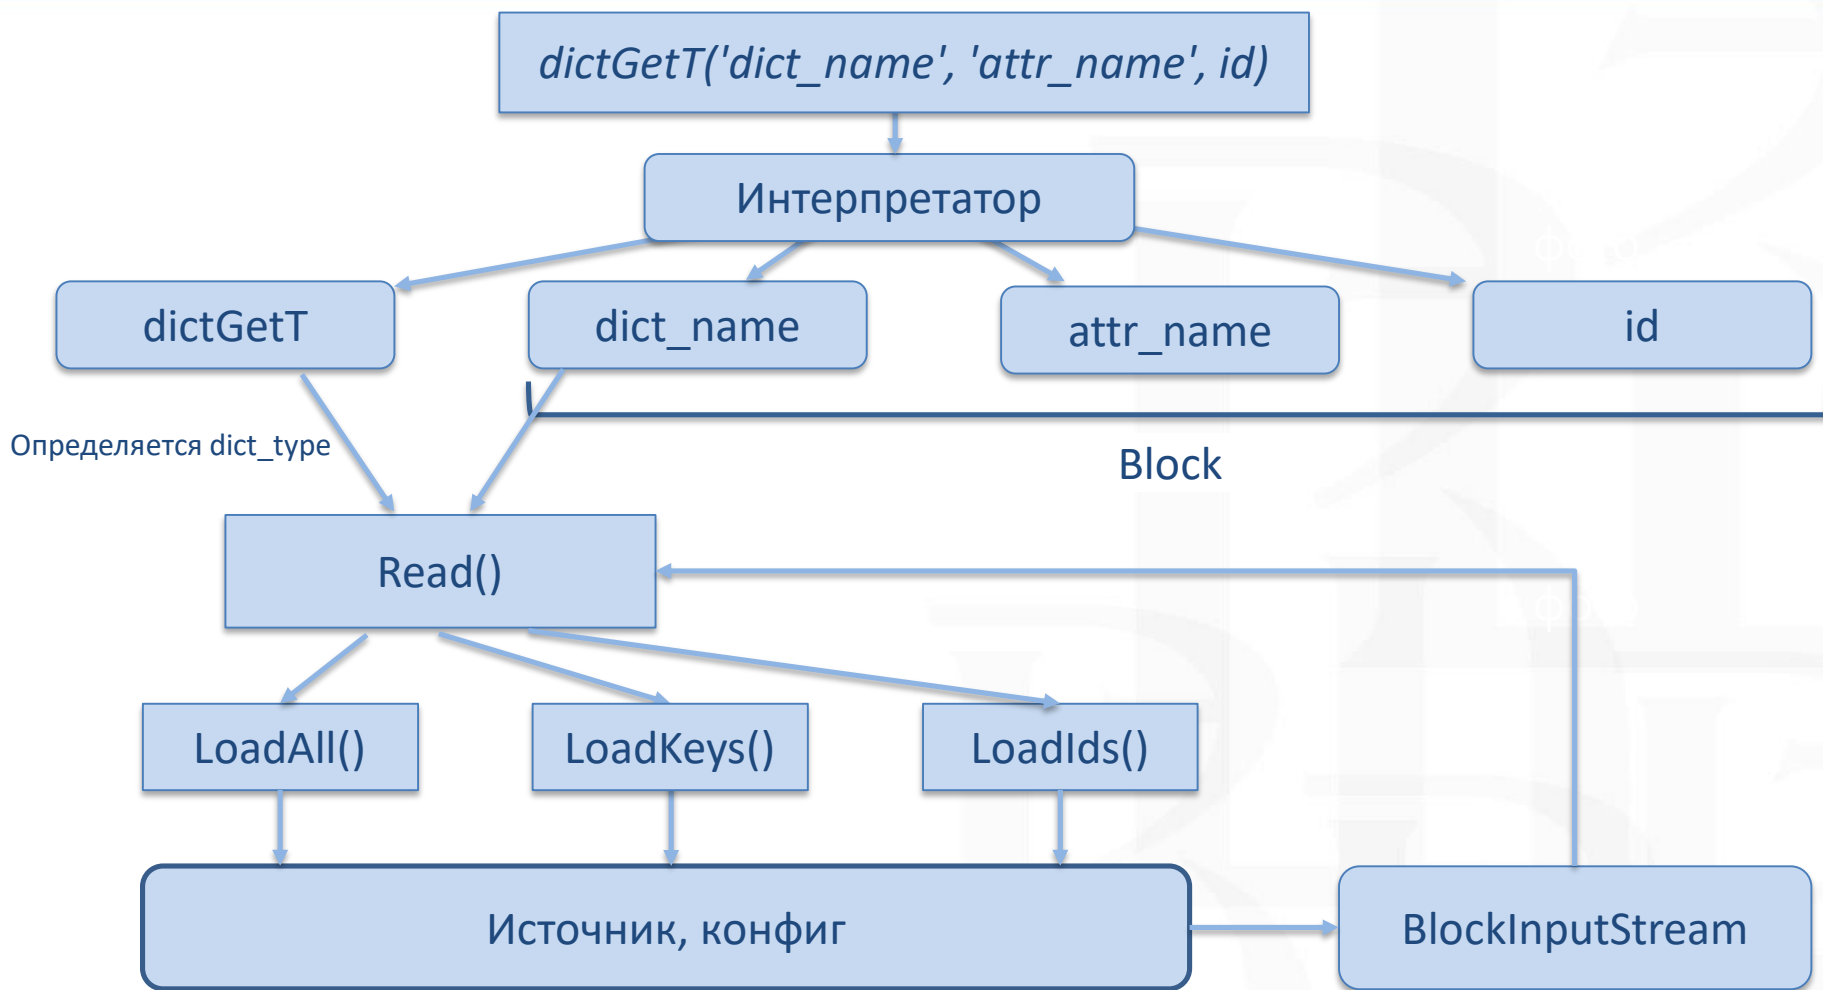 dictGetT('dict_name', 'attr_name', id)
Интерпретатор
dictGetT
dict_name
attr_name
id
Определяется dict_type
Block
Read()
LoadAll()
LoadKeys()
LoadIds()
Источник, конфиг
BlockInputStream